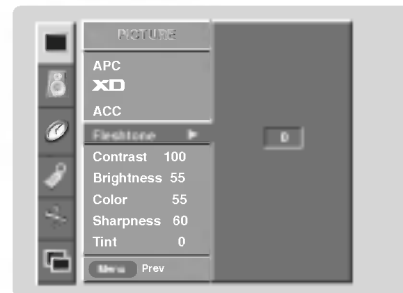 PICTURE
APC
XD
ACC
Fleshtone
Contrast 100
Brightness 55
Color 55
Sharpness 60
Tint 0
Menu Prev
0